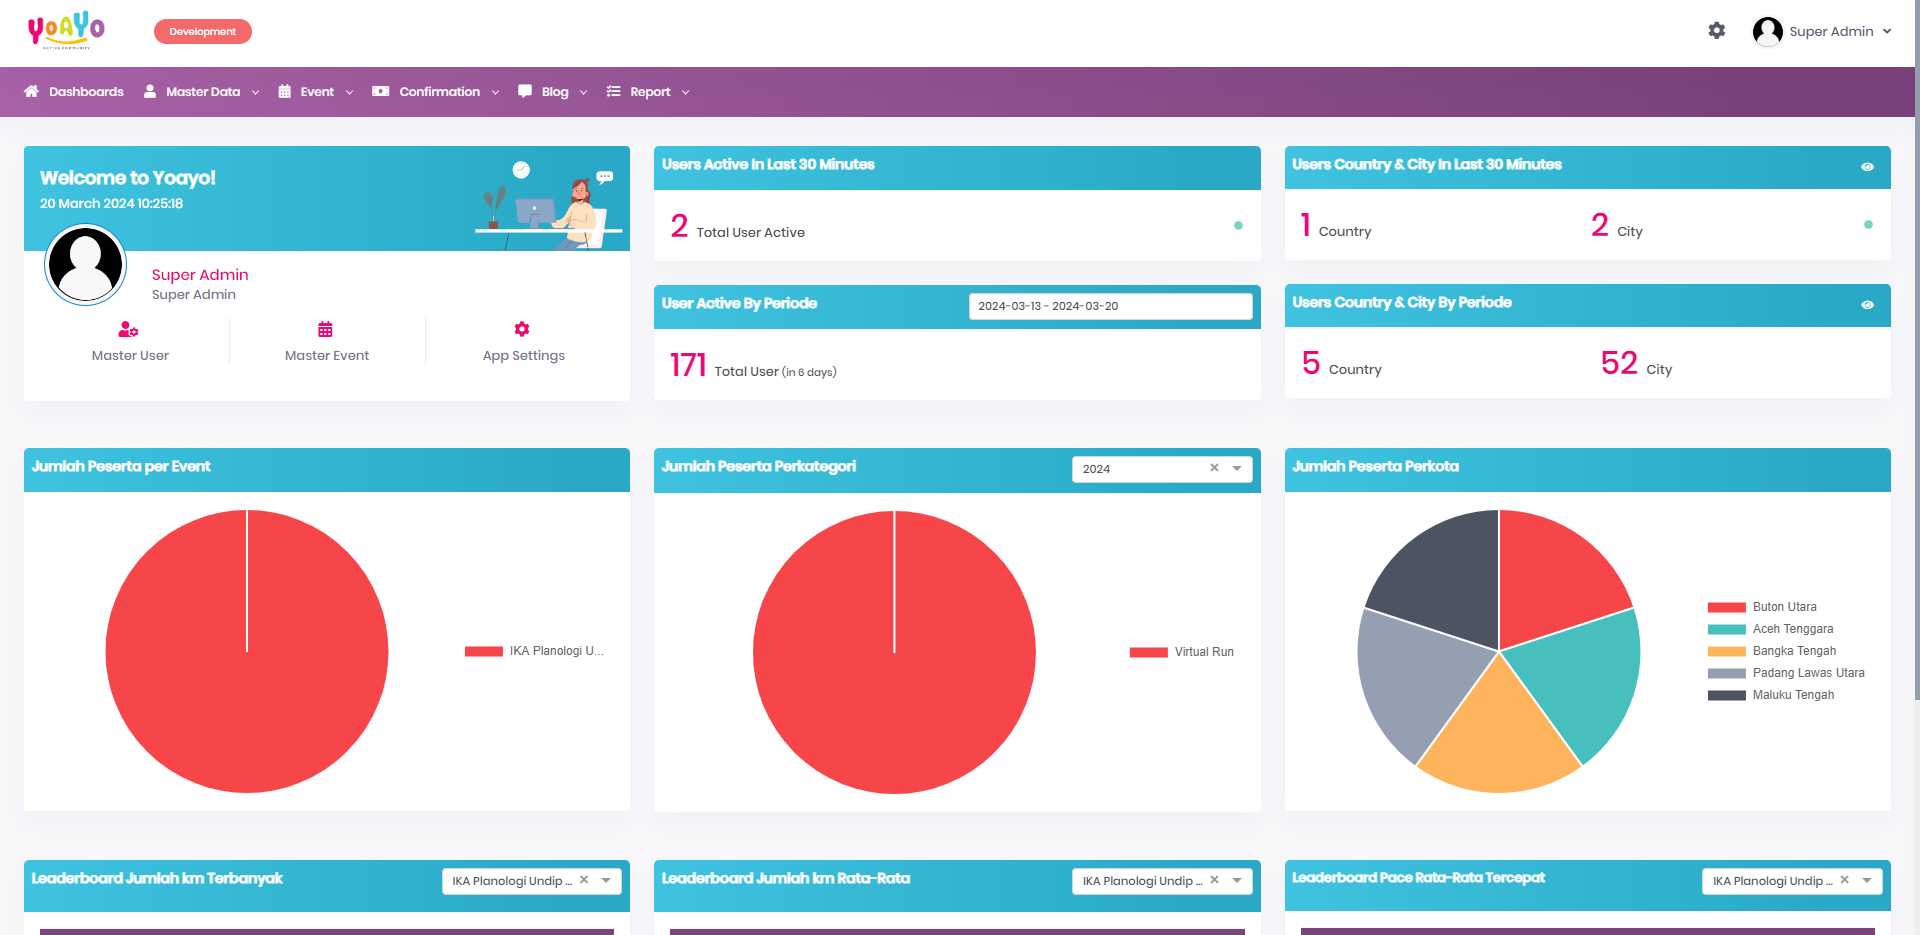 YOAYO
ACTIVE COMMUNITY
Development
Super Admin
Dashboards
Master Data
Event
Confirmation
Blog
Report
Welcome to Yoayo!
20 March 2024 10:25:18
Super Admin
Super Admin
Master User
Master Event
App Settings
Users Active In Last 30 Minutes
2 Total User Active
Users Country & City In Last 30 Minutes
1 Country
2 City
User Active By Periode
2024-03-13 - 2024-03-20
171 Total User (in 6 days)
Users Country & City By Periode
5 Country
52 City
Jumlah Peserta per Event
IKA Planologi U...
Jumlah Peserta Perkategori
2024
Virtual Run
Jumlah Peserta Perkota
Buton Utara
Aceh Tenggara
Bangka Tengah
Padang Lawas Utara
Maluku Tengah
Leaderboard Jumlah km Terbanyak
IKA Planologi Undip ...
Leaderboard Jumlah km Rata-Rata
IKA Planologi Undip ...
Leaderboard Pace Rata-Rata Tercepat
IKA Planologi Undip ...